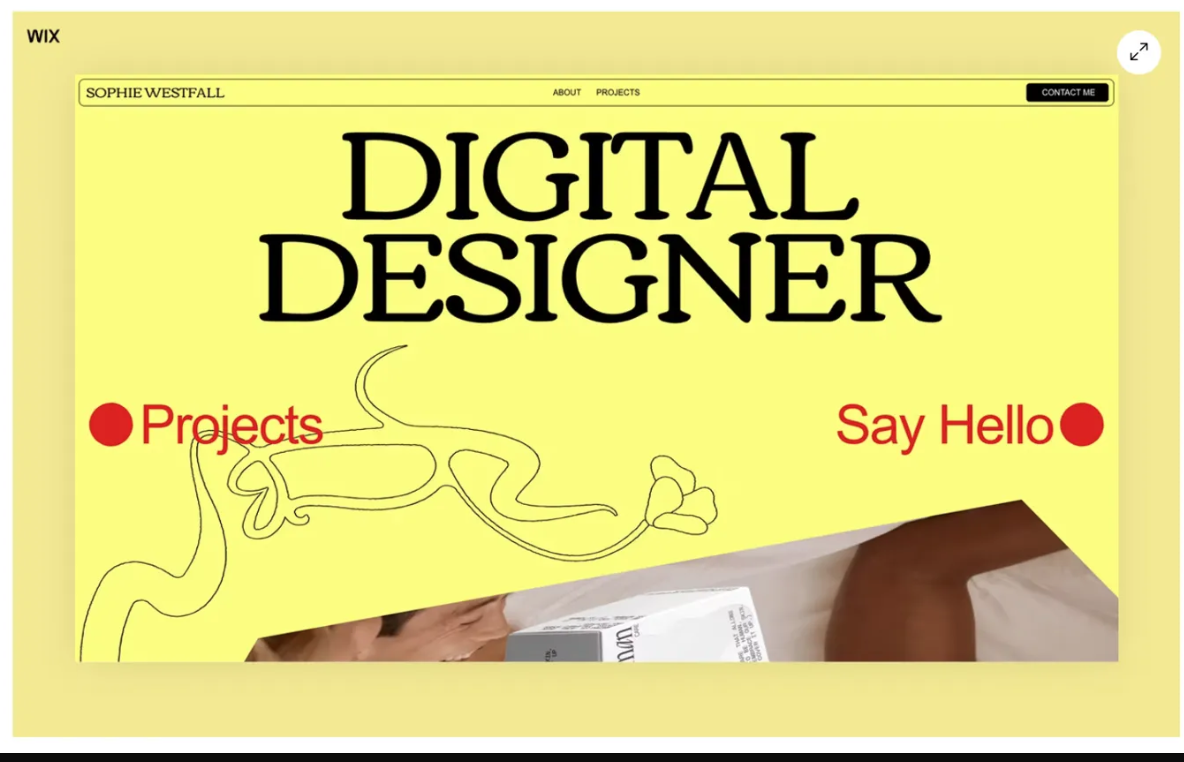 WIX
SOPHIE WESTFALL
ABOUT PROJECTS
CONTACT ME
DIGITAL
DESIGNER
Projects
Say Hello